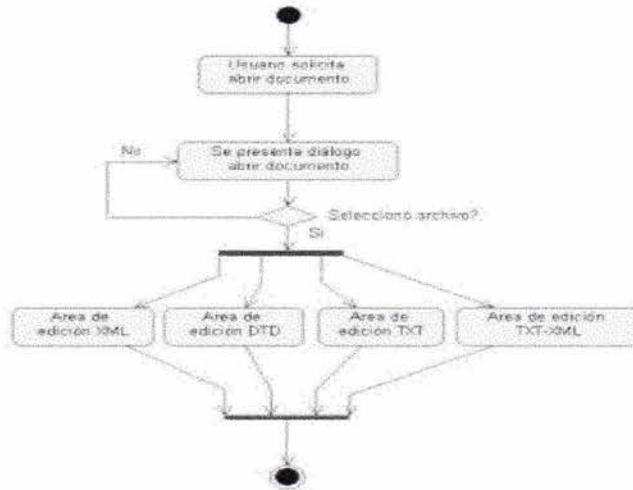 Usuario solicita
abrir documento
Se presenta diálogo
abrir documento
No
Seleccionó archivo?
Si
Area de
edición XML
Area de
edición DTD
Area de
edición TXT
Area de edición
TXT-XML